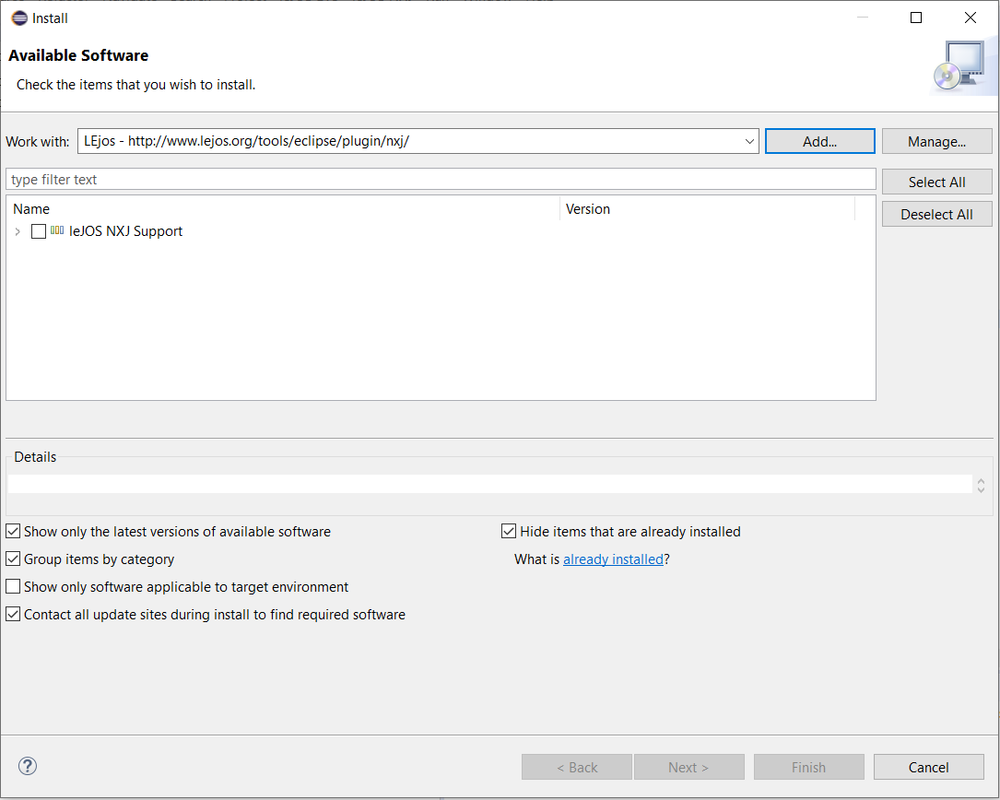 Install
Available Software
Check the items that you wish to install.
Work with: LEjos - http://www.lejos.org/tools/eclipse/plugin/nxj/ Add... Manage...
type filter text Select All
Name Version Deselect All
leJOS NXJ Support
Details
Show only the latest versions of available software Hide items that are already installed
Group items by category What is already installed?
Show only software applicable to target environment
Contact all update sites during install to find required software
? < Back Next > Finish Cancel